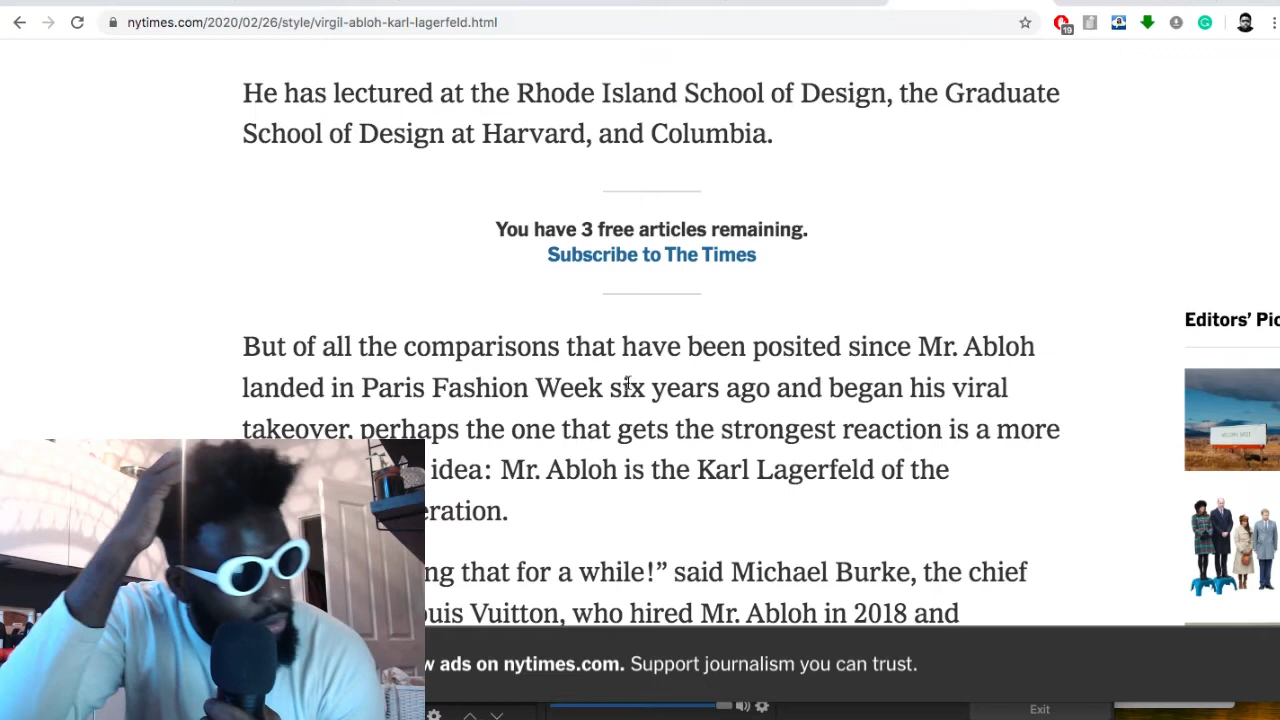 nytimes.com/2020/02/26/style/virgil-abloh-karl-lagerfeld.html
19
He has lectured at the Rhode Island School of Design, the Graduate
School of Design at Harvard, and Columbia.
You have 3 free articles remaining.
Subscribe to The Times
Editors' Pic
But of all the comparisons that have been posited since Mr. Abloh
landed in Paris Fashion Week six years ago and began his viral
takeover, perhaps the one that gets the strongest reaction is a more
idea: Mr. Abloh is the Karl Lagerfeld of the
eration.
ng that for a while!” said Michael Burke, the chief
uis Vuitton, who hired Mr. Abloh in 2018 and
w ads on nytimes.com. Support journalism you can trust.
Exit